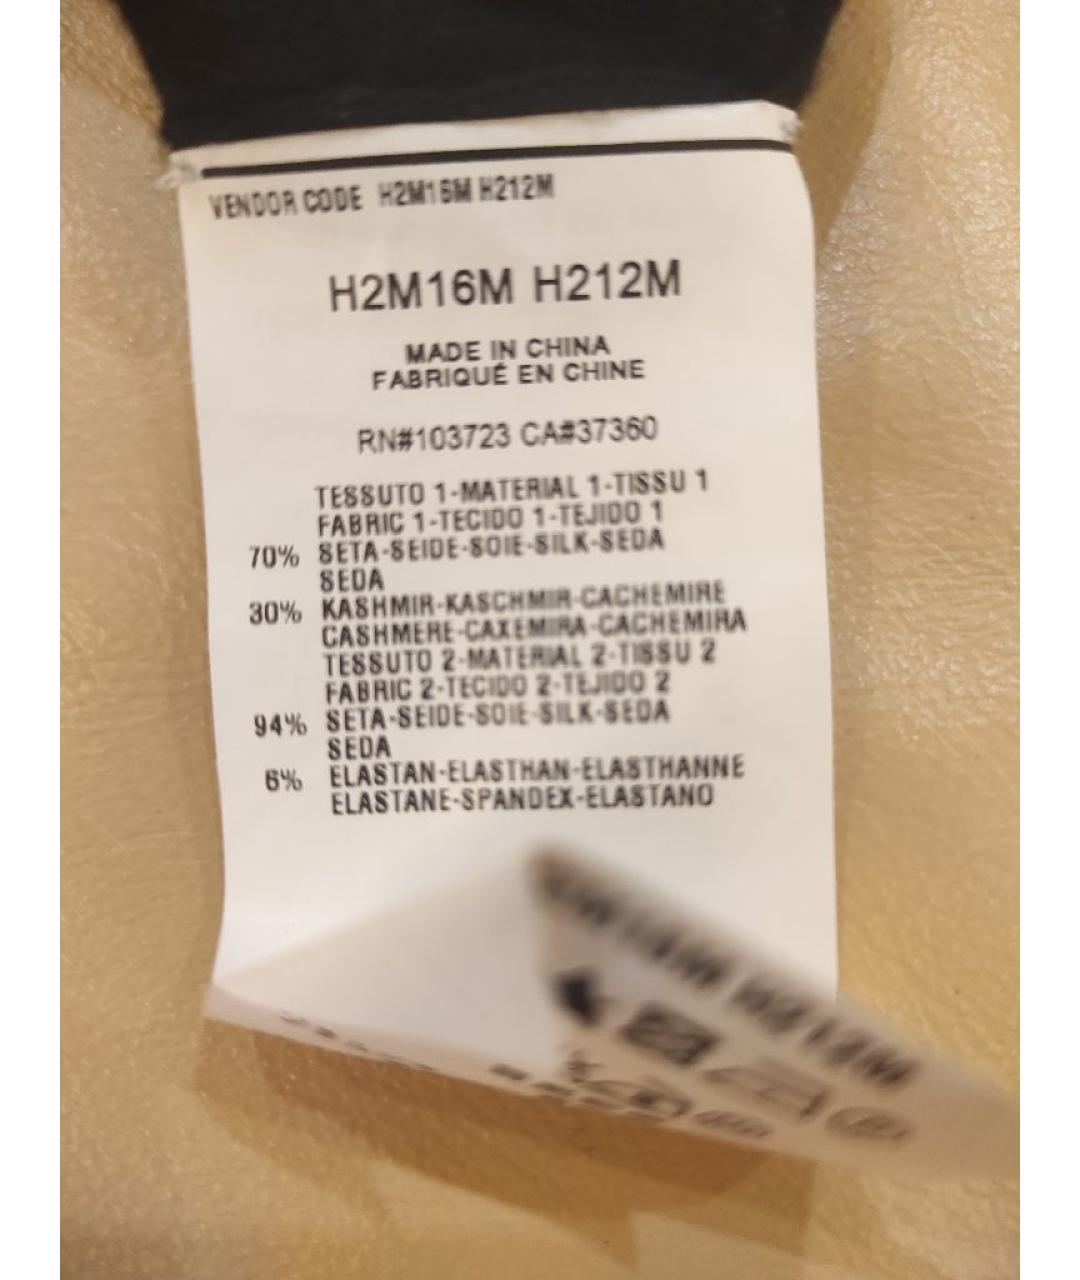 VENDOR CODE H2M16M H212M
H2M16M H212M
MADE IN CHINA
FABRIQUÉ EN CHINE
RN#103723 CA#37360
TESSUTO 1-MATERIAL 1-TISSU 1
FABRIC 1-TECIDO 1-TEJIDO 1
70% SETA-SEIDE-SOIE-SILK-SEDA
SEDA
30% KASHMIR-KASCHMIR-CACHEMIRE
CASHMERE-CAXEMIRA-CACHEMIRA
TESSUTO 2-MATERIAL 2-TISSU 2
FABRIC 2-TECIDO 2-TEJIDO 2
94% SETA-SEIDE-SOIE-SILK-SEDA
SEDA
6% ELASTAN-ELASTHAN-ELASTHANNE
ELASTANE-SPANDEX-ELASTANO